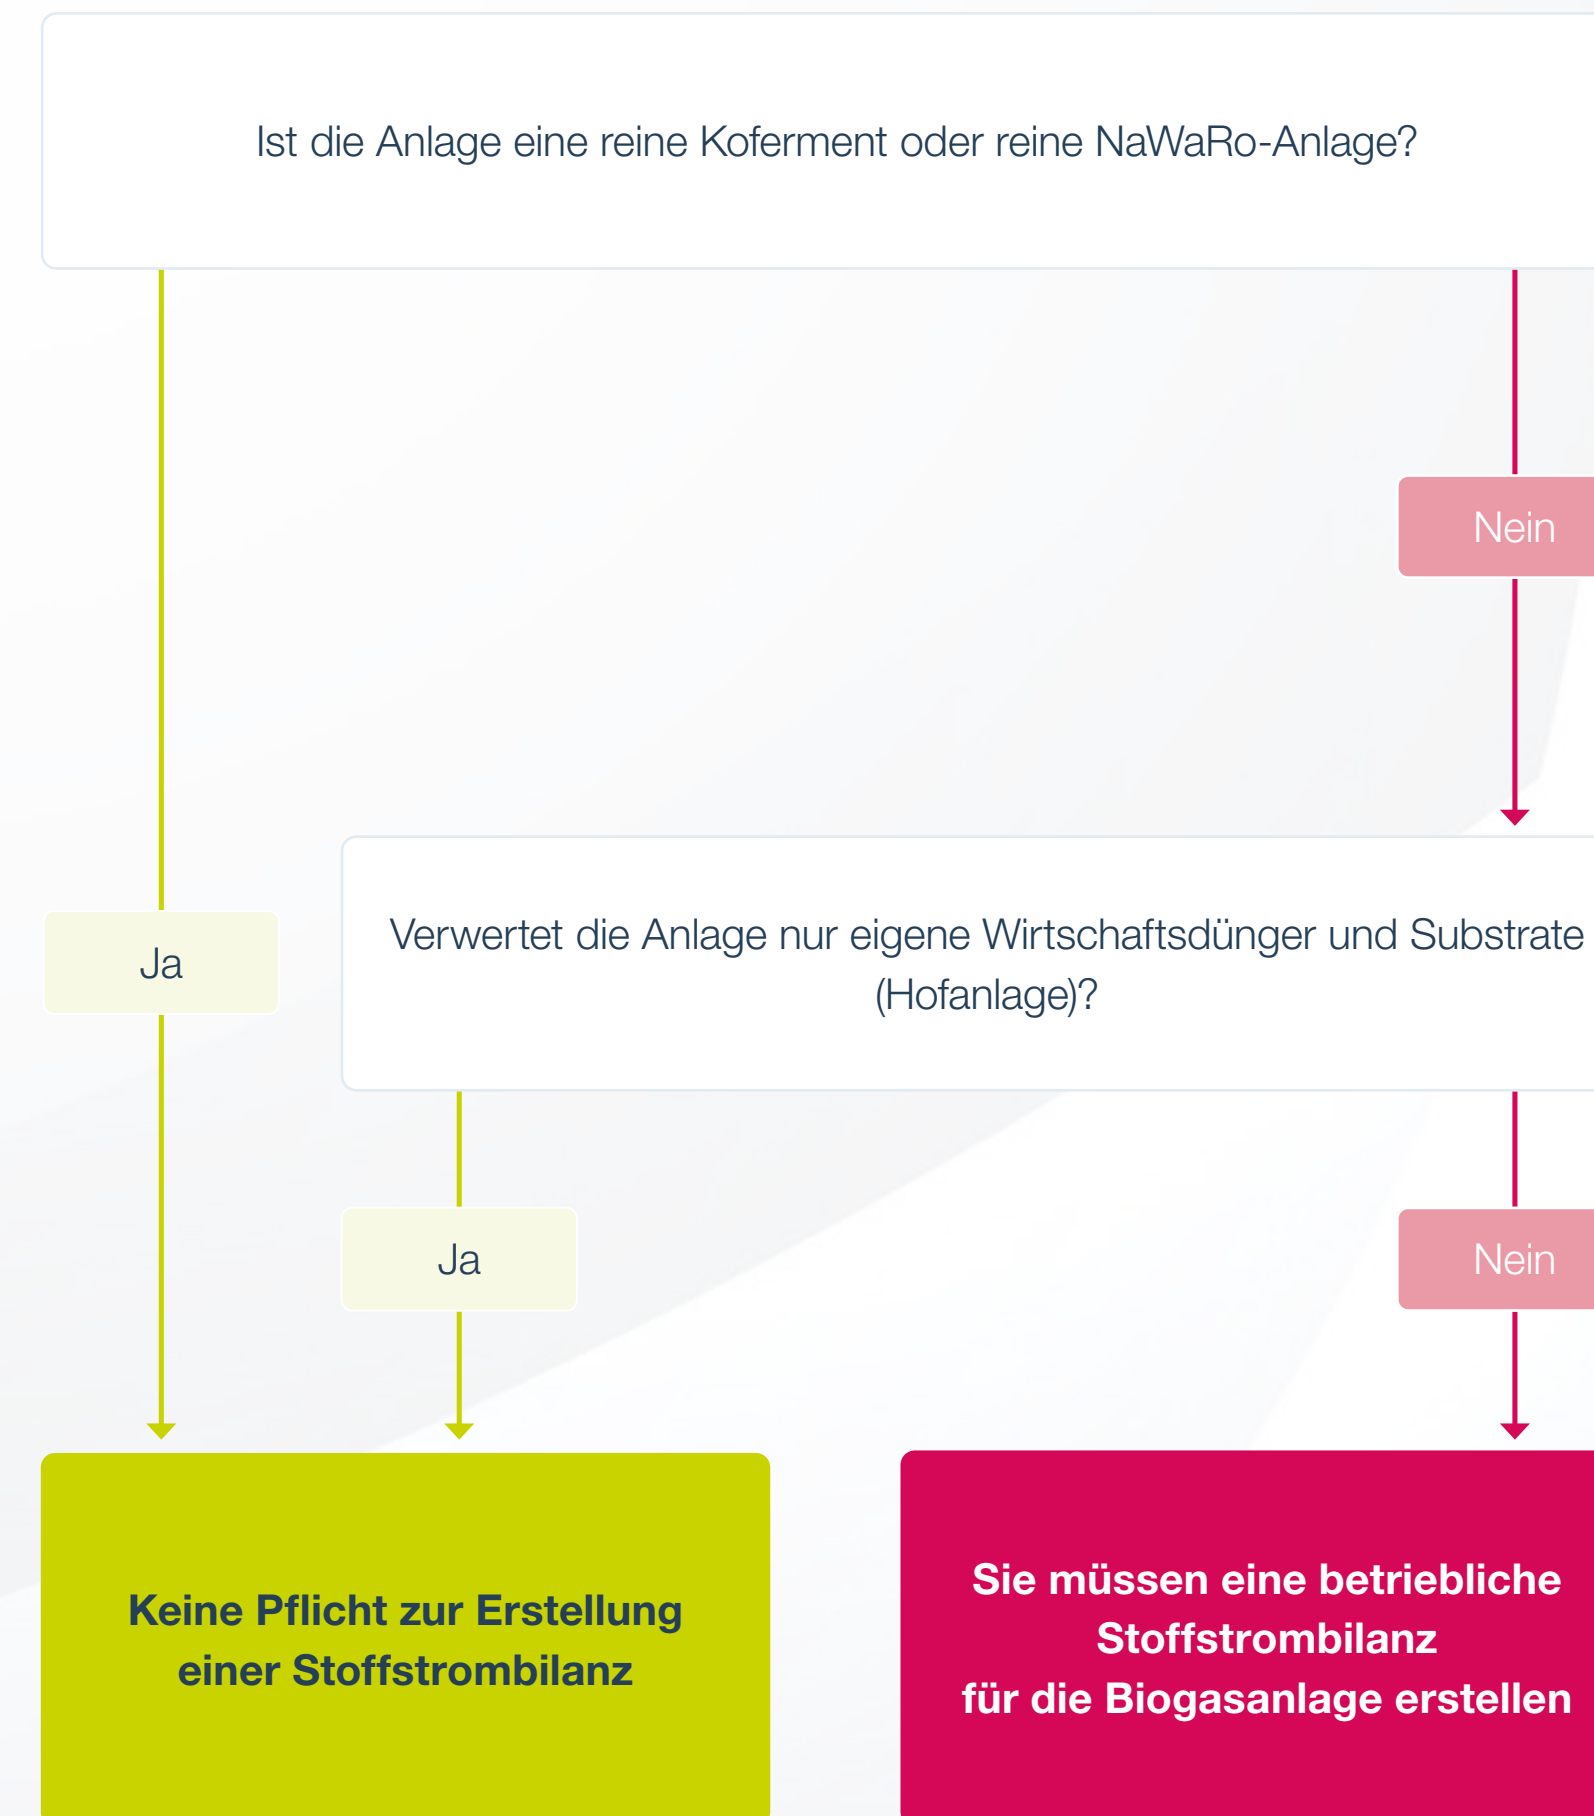 Ist die Anlage eine reine Koferment oder reine NaWaRo-Anlage?
Nein
Verwertet die Anlage nur eigene Wirtschaftsdünger und Substrate
(Hofanlage)?
Ja
Ja
Nein
Keine Pflicht zur Erstellung
einer Stoffstrombilanz
Sie müssen eine betriebliche
Stoffstrombilanz
für die Biogasanlage erstellen